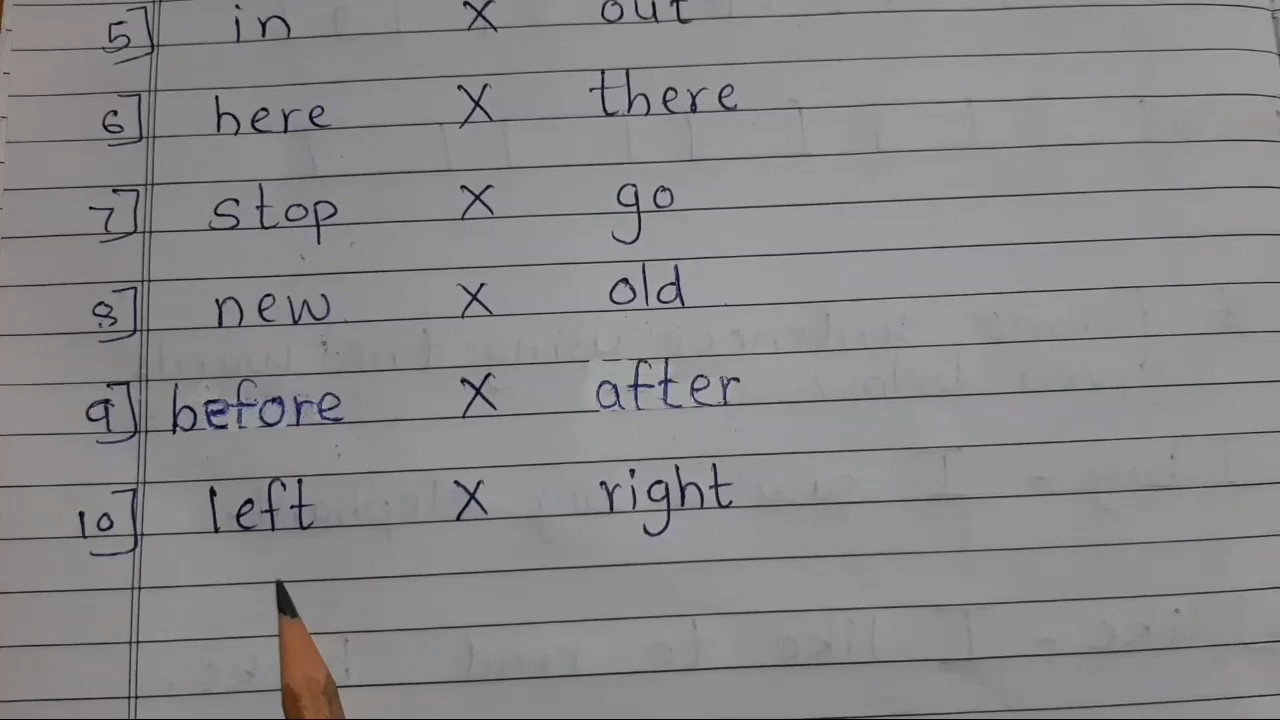 5] in X out
6] here X there
7] stop X go
8] new X old
9] before X after
10] left X right